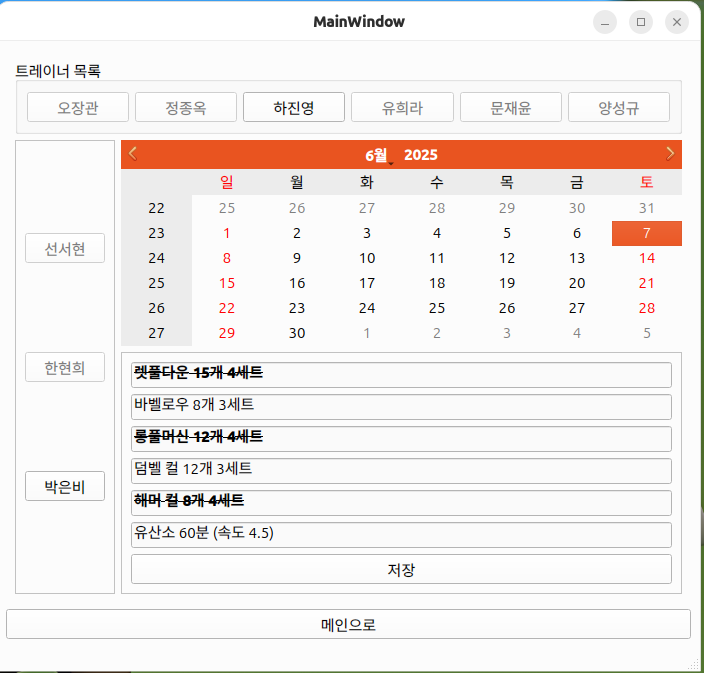 MainWindow
트레이너 목록
오장관 정종옥 하진영 유희라 문재윤 양성규
6월 2025
일 월 화 수 목 금 토
22 25 26 27 28 29 30 31
23 1 2 3 4 5 6 7
24 8 9 10 11 12 13 14
25 15 16 17 18 19 20 21
26 22 23 24 25 26 27 28
27 29 30 1 2 3 4 5
선서현
한현희
박은비
렛풀다운 15개 4세트
바벨로우 8개 3세트
롱풀머신 12개 4세트
덤벨 컬 12개 3세트
해머 컬 8개 4세트
유산소 60분 (속도 4.5)
저장
메인으로